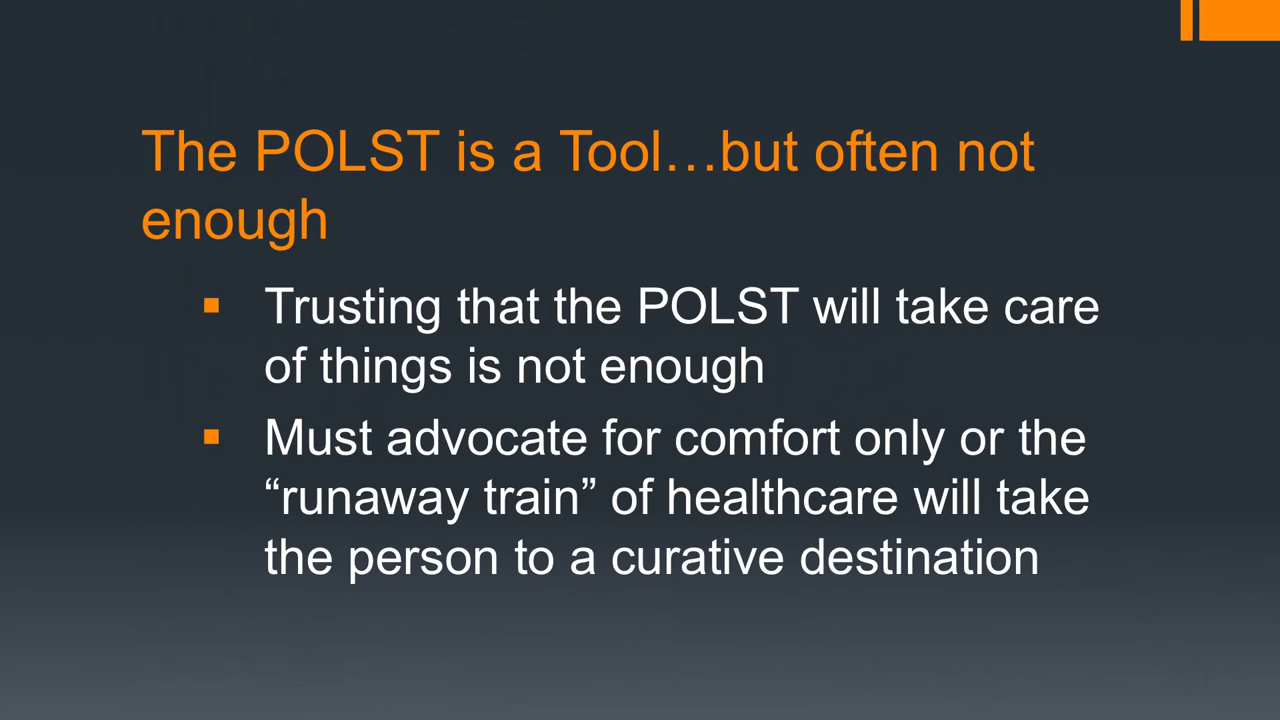 The POLST is a Tool…but often not
enough
▪ Trusting that the POLST will take care
of things is not enough
▪ Must advocate for comfort only or the
“runaway train” of healthcare will take
the person to a curative destination